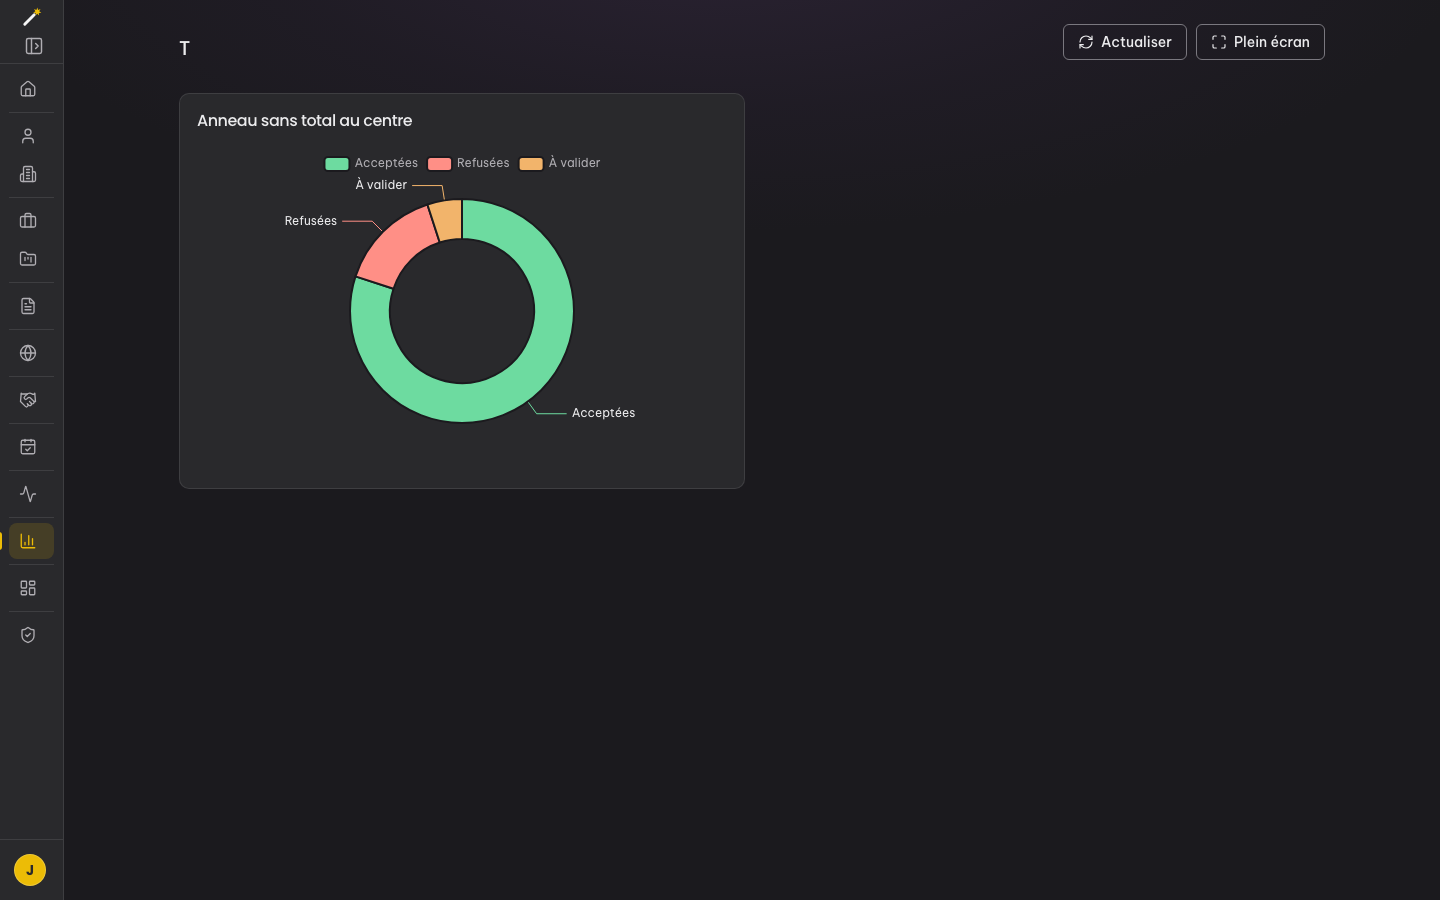 T
Actualiser
Plein écran
Anneau sans total au centre
Acceptées
Refusées
À valider
À valider
Refusées
Acceptées
J